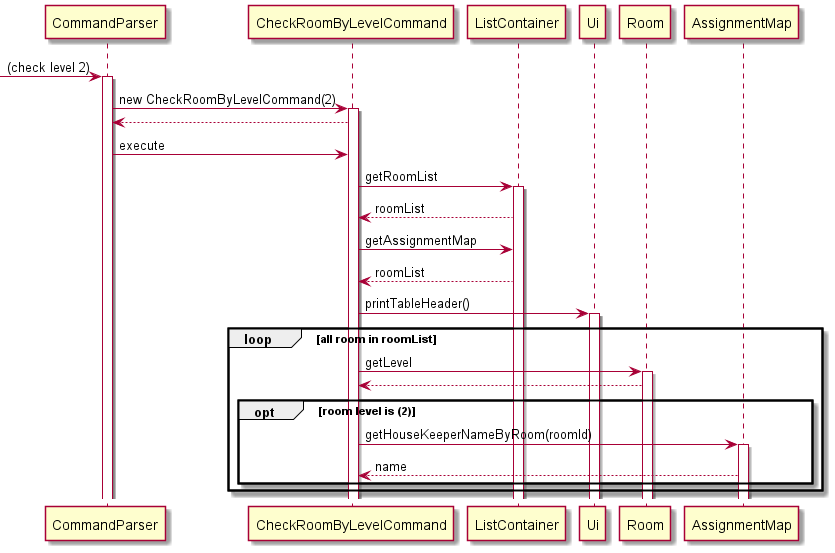 CommandParser
CheckRoomByLevelCommand
ListContainer
Ui
Room
AssignmentMap
(check level 2)
new CheckRoomByLevelCommand(2)
execute
getRoomList
roomList
getAssignmentMap
roomList
printTableHeader()
loop
[all room in roomList]
getLevel
opt
[room level is (2)]
getHouseKeeperNameByRoom(roomId)
name
CommandParser
CheckRoomByLevelCommand
ListContainer
Ui
Room
AssignmentMap